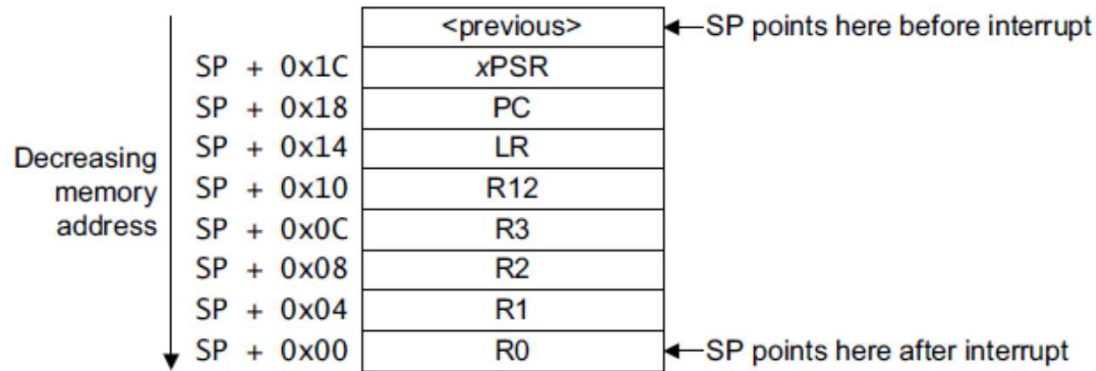 <previous> SP points here before interrupt
SP + 0x1C xPSR
SP + 0x18 PC
SP + 0x14 LR
Decreasing
memory
address
SP + 0x10 R12
SP + 0x0C R3
SP + 0x08 R2
SP + 0x04 R1
SP + 0x00 R0 SP points here after interrupt